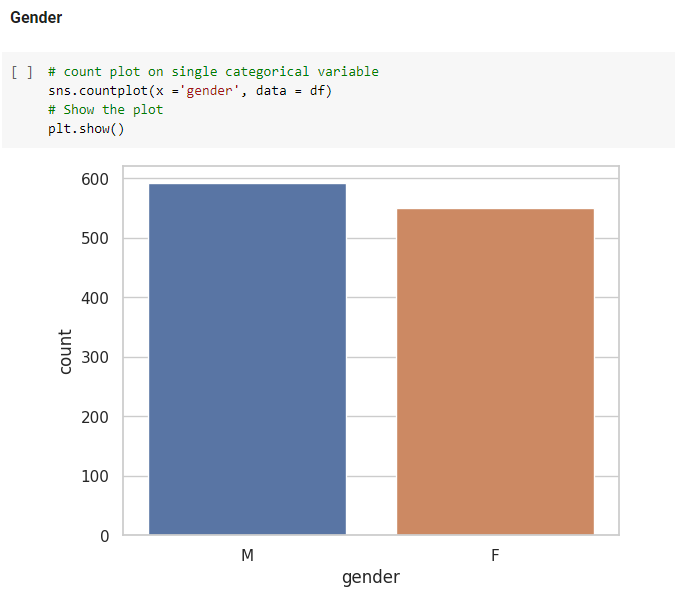 Gender
[ ] # count plot on single categorical variable
sns.countplot(x ='gender', data = df)
# Show the plot
plt.show()
600
500
400
300
200
100
0
count
M F
gender